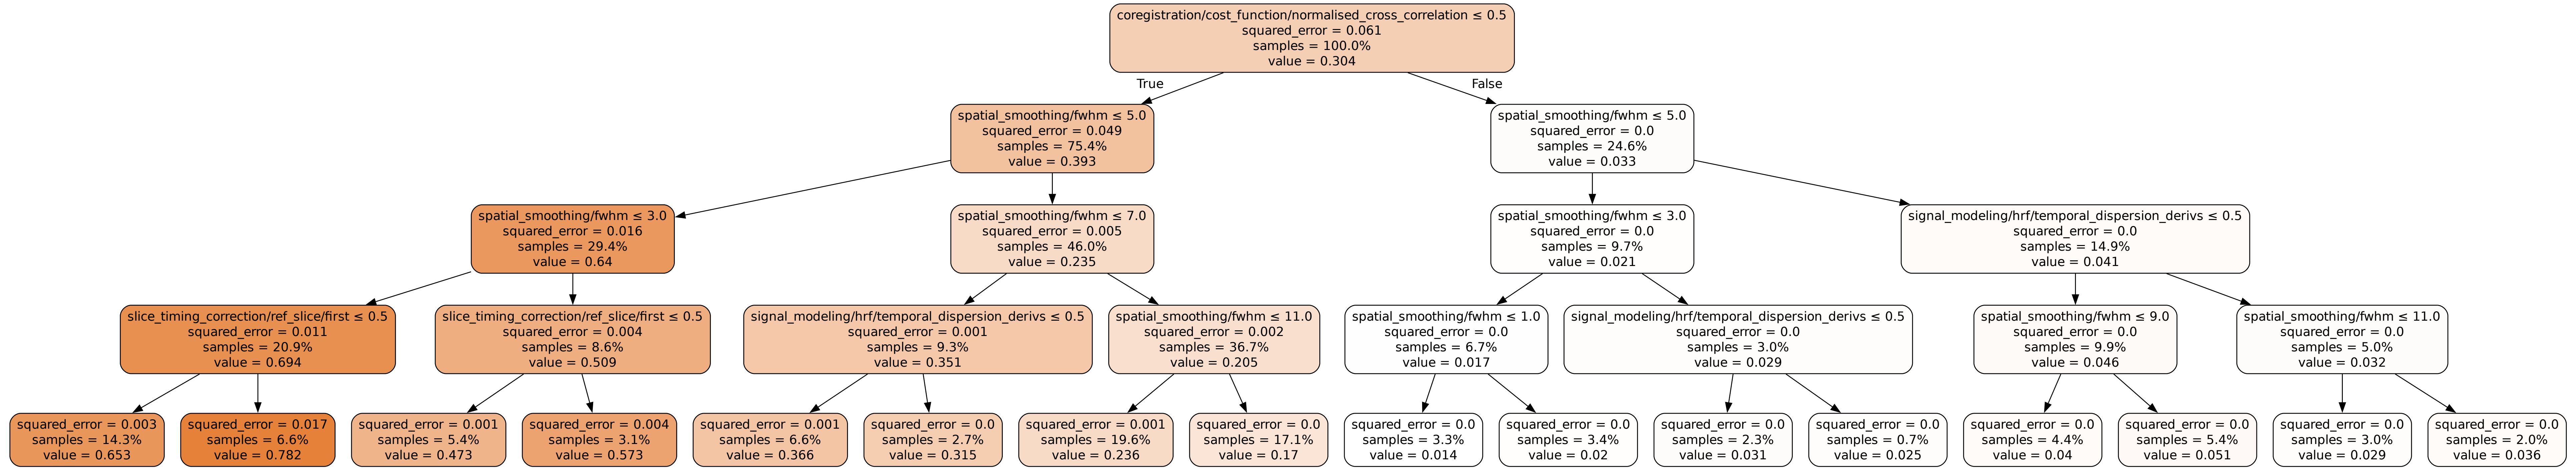 coregistration/cost_function/normalised_cross_correlation ≤ 0.5
squared_error = 0.061
samples = 100.0%
value = 0.304
True
False
spatial_smoothing/fwhm ≤ 5.0
squared_error = 0.049
samples = 75.4%
value = 0.393
spatial_smoothing/fwhm ≤ 5.0
squared_error = 0.0
samples = 24.6%
value = 0.033
spatial_smoothing/fwhm ≤ 3.0
squared_error = 0.016
samples = 29.4%
value = 0.64
spatial_smoothing/fwhm ≤ 7.0
squared_error = 0.005
samples = 46.0%
value = 0.235
spatial_smoothing/fwhm ≤ 3.0
squared_error = 0.0
samples = 9.7%
value = 0.021
signal_modeling/hrf/temporal_dispersion_derivs ≤ 0.5
squared_error = 0.0
samples = 14.9%
value = 0.041
slice_timing_correction/ref_slice/first ≤ 0.5
squared_error = 0.011
samples = 20.9%
value = 0.694
slice_timing_correction/ref_slice/first ≤ 0.5
squared_error = 0.004
samples = 8.6%
value = 0.509
signal_modeling/hrf/temporal_dispersion_derivs ≤ 0.5
squared_error = 0.001
samples = 9.3%
value = 0.351
spatial_smoothing/fwhm ≤ 11.0
squared_error = 0.002
samples = 36.7%
value = 0.205
spatial_smoothing/fwhm ≤ 1.0
squared_error = 0.0
samples = 6.7%
value = 0.017
signal_modeling/hrf/temporal_dispersion_derivs ≤ 0.5
squared_error = 0.0
samples = 3.0%
value = 0.029
spatial_smoothing/fwhm ≤ 9.0
squared_error = 0.0
samples = 9.9%
value = 0.046
spatial_smoothing/fwhm ≤ 11.0
squared_error = 0.0
samples = 5.0%
value = 0.032
squared_error = 0.003
samples = 14.3%
value = 0.653
squared_error = 0.017
samples = 6.6%
value = 0.782
squared_error = 0.001
samples = 5.4%
value = 0.473
squared_error = 0.004
samples = 3.1%
value = 0.573
squared_error = 0.001
samples = 6.6%
value = 0.366
squared_error = 0.0
samples = 2.7%
value = 0.315
squared_error = 0.001
samples = 19.6%
value = 0.236
squared_error = 0.0
samples = 17.1%
value = 0.17
squared_error = 0.0
samples = 3.3%
value = 0.014
squared_error = 0.0
samples = 3.4%
value = 0.02
squared_error = 0.0
samples = 2.3%
value = 0.031
squared_error = 0.0
samples = 0.7%
value = 0.025
squared_error = 0.0
samples = 4.4%
value = 0.04
squared_error = 0.0
samples = 5.4%
value = 0.051
squared_error = 0.0
samples = 3.0%
value = 0.029
squared_error = 0.0
samples = 2.0%
value = 0.036